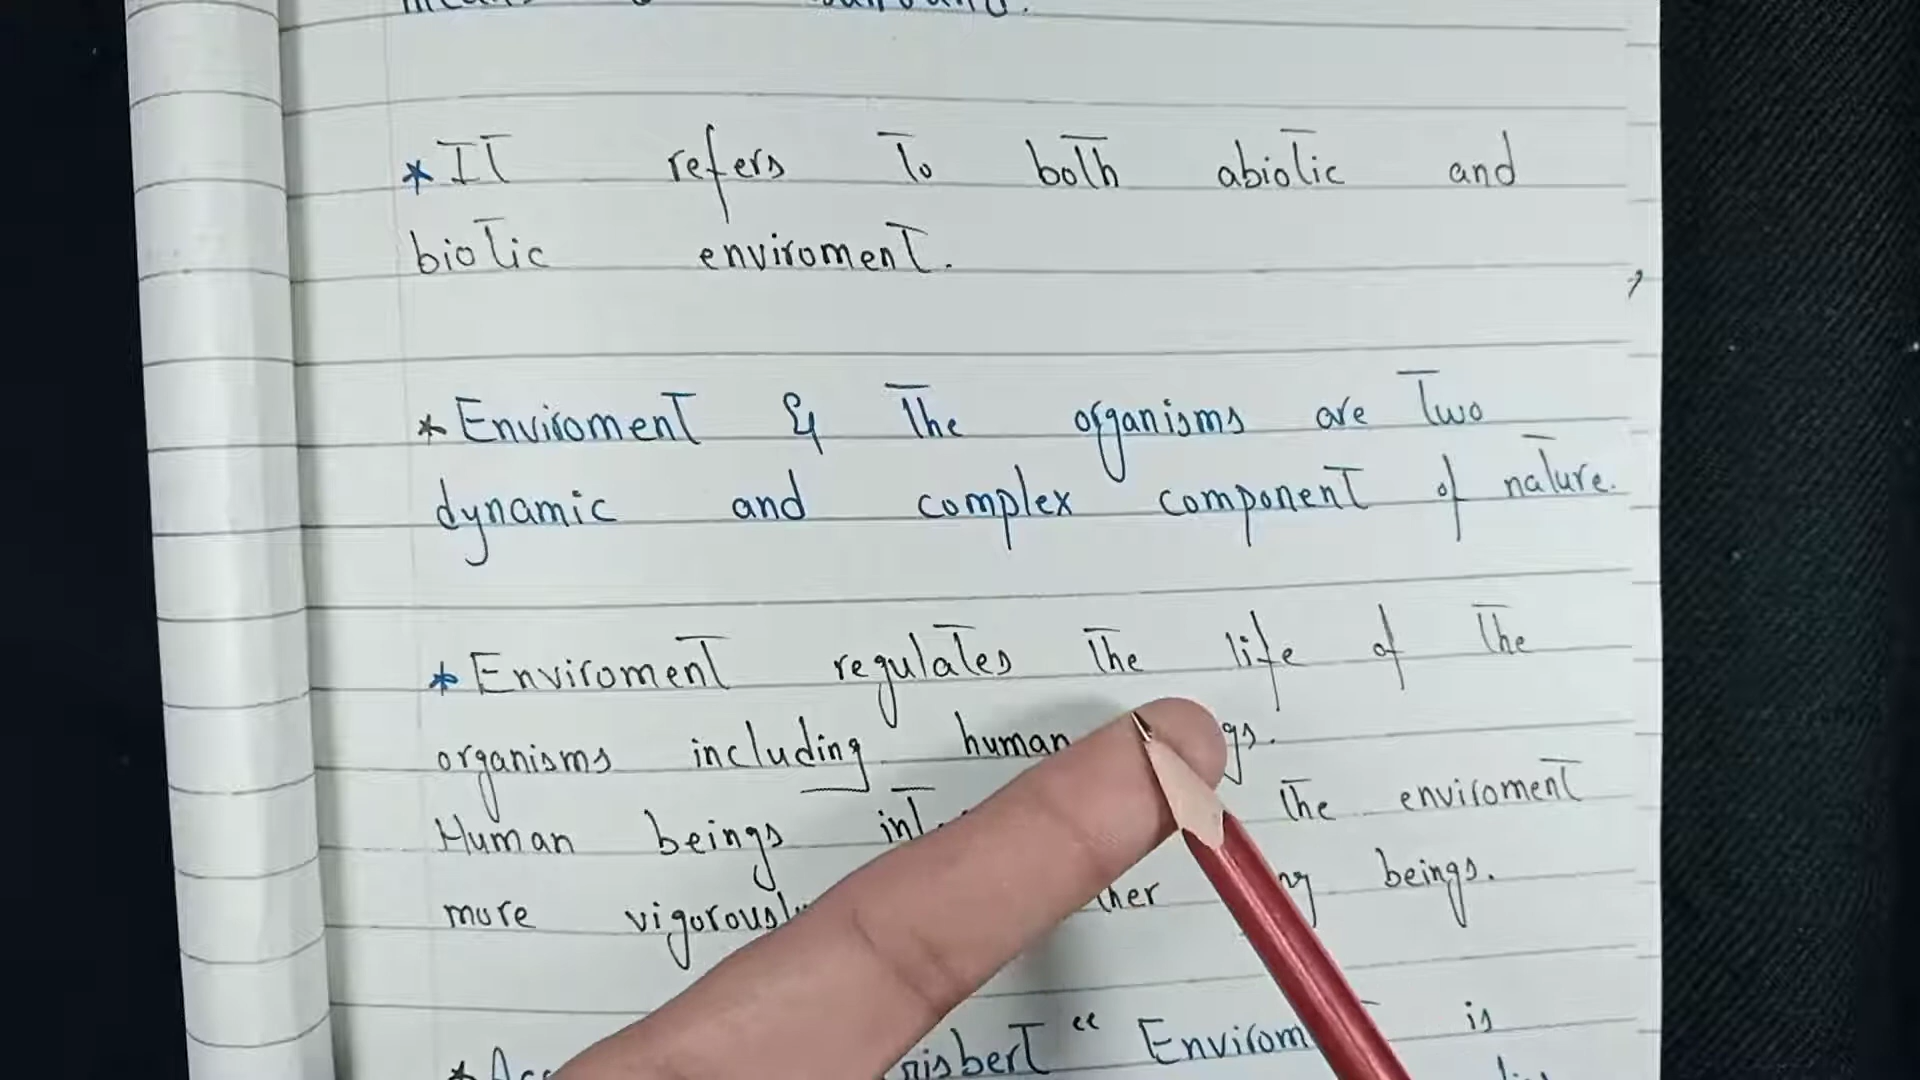 * It refers to both abiotic and
biotic enviroment.
* Enviroment & the organisms are two
dynamic and complex component of nature.
* Enviroment regulates the life of the
organisms including human
Human beings the enviroment
more beings.
* "Enviroment is